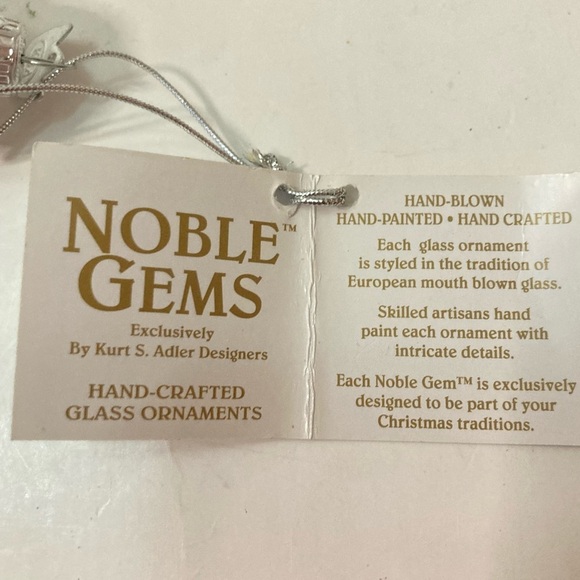 NOBLE™
GEMS
Exclusively
By Kurt S. Adler Designers
HAND-CRAFTED
GLASS ORNAMENTS
HAND-BLOWN
HAND-PAINTED • HAND CRAFTED
Each glass ornament
is styled in the tradition of
European mouth blown glass.
Skilled artisans hand
paint each ornament with
intricate details.
Each Noble Gem™ is exclusively
designed to be part of your
Christmas traditions.